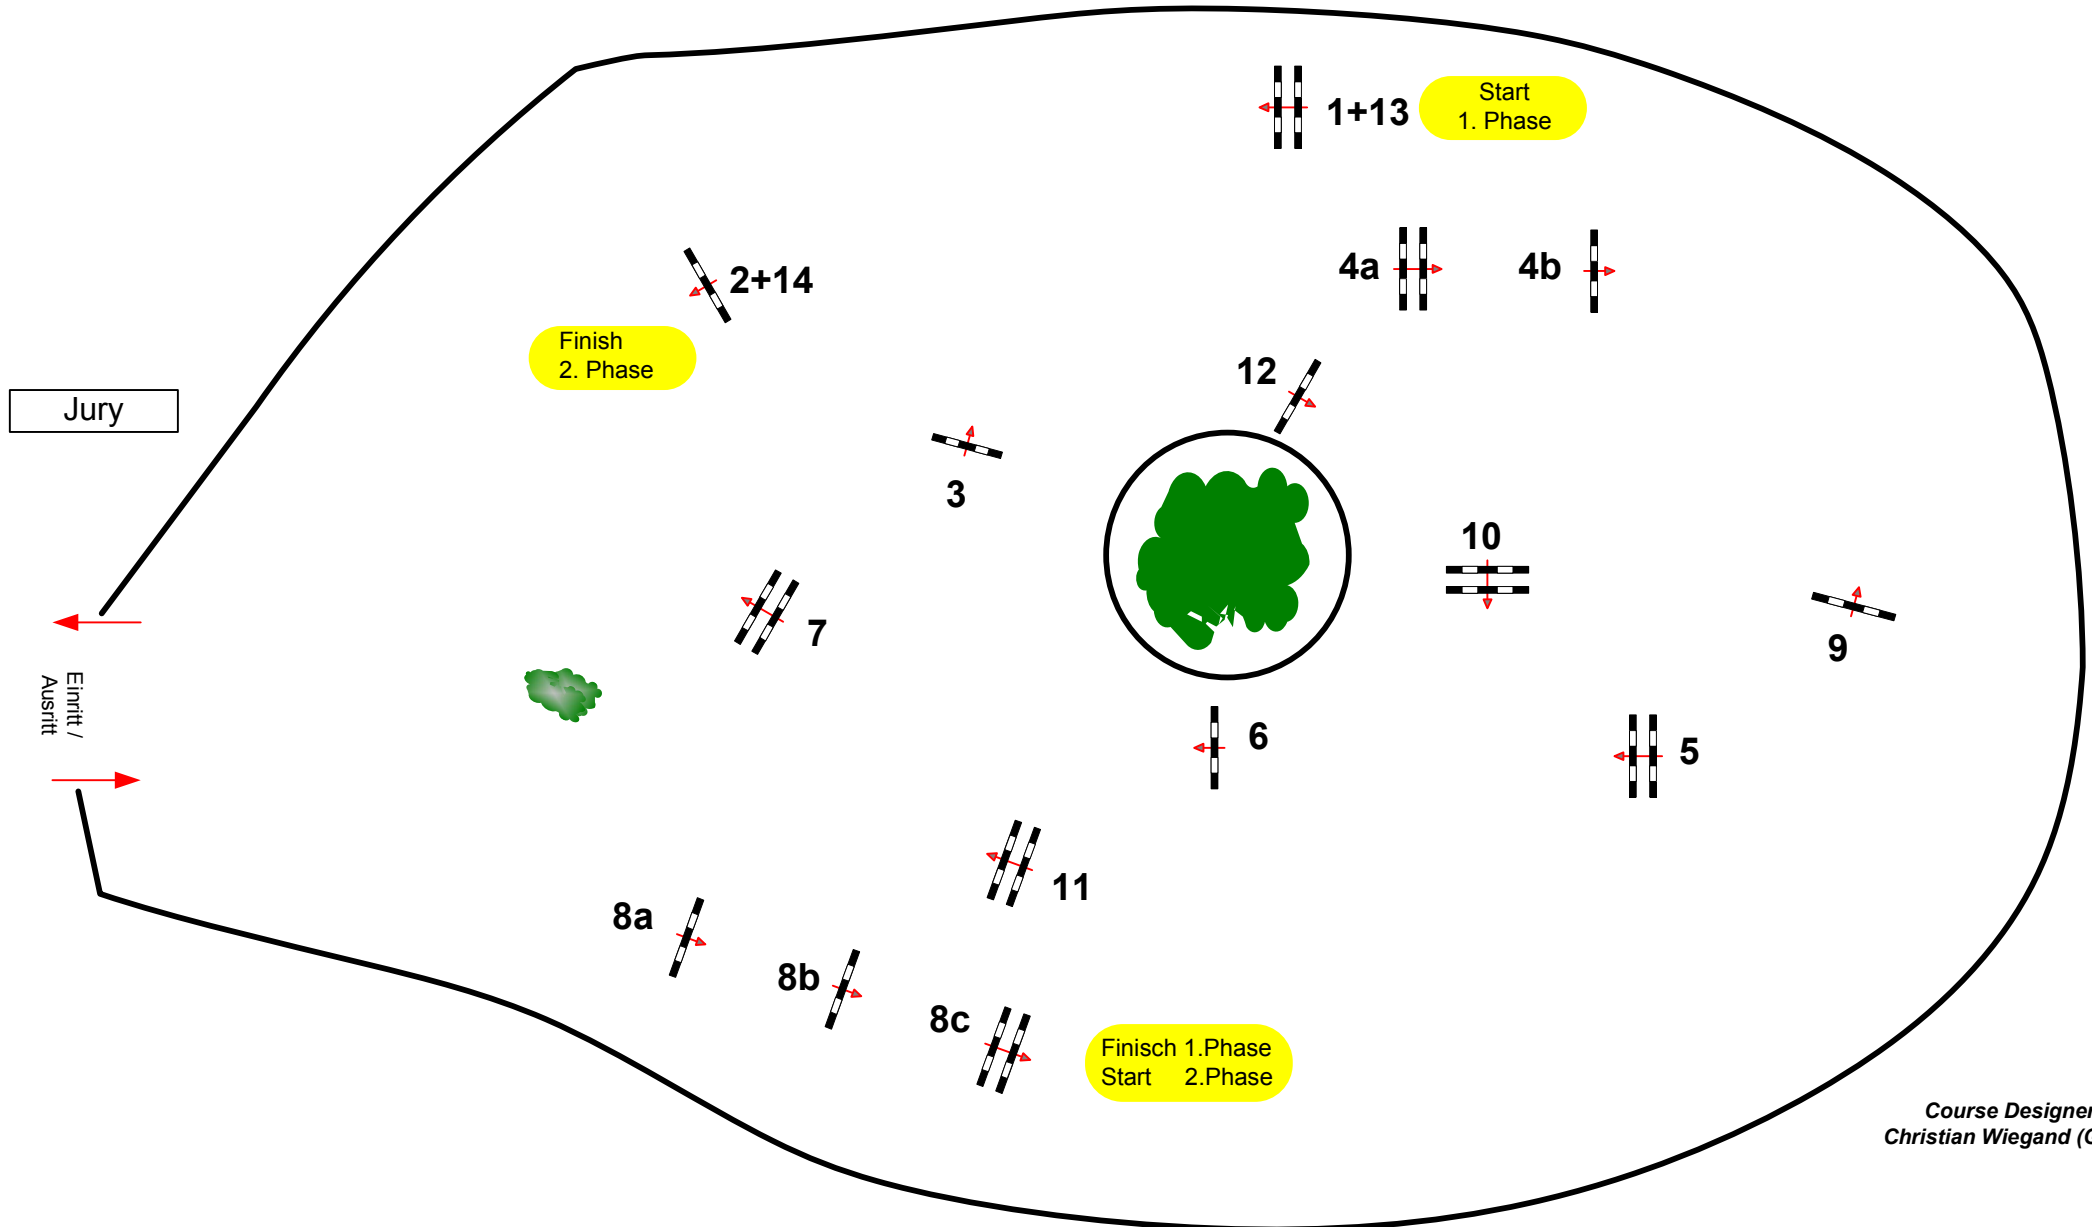 1+13
Start
1. Phase
4a
4b
2+14
Finish
2. Phase
12
Jury
3
10
7
9
Einritt /
Ausritt
6
5
11
8a
8b
8c
Finisch 1.Phase
Start 2.Phase
Course Designer
Christian Wiegand (